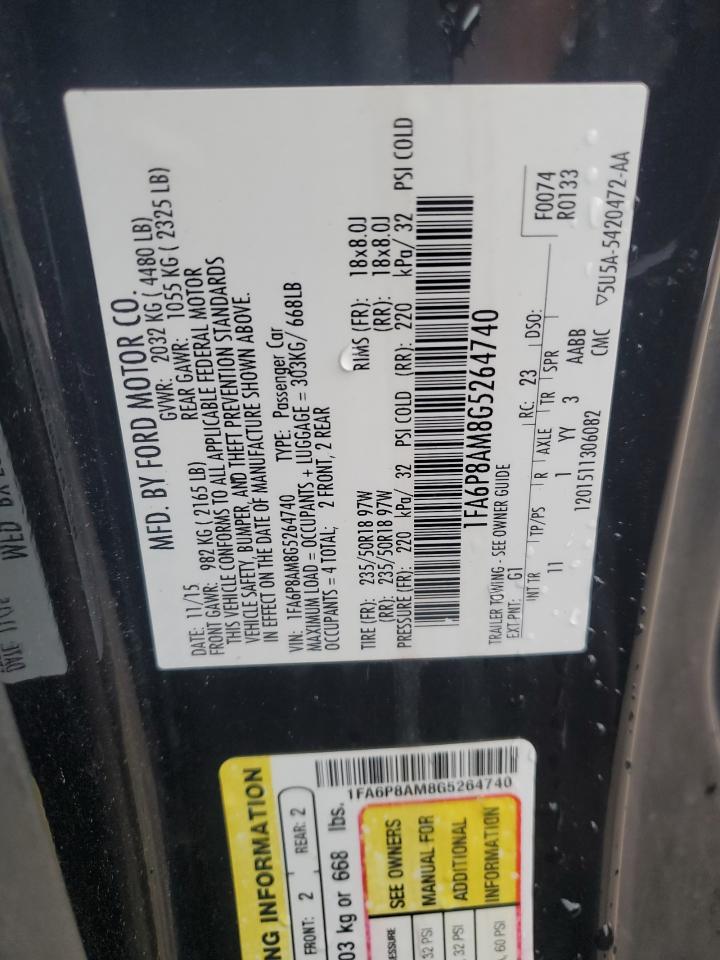 MFD. BY FORD MOTOR CO.
DATE: 11/15 GVWR: 2032 KG ( 4480 LB)
FRONT GAWR: 982 KG ( 2165 LB) REAR GAWR: 1055 KG ( 2325 LB)
THIS VEHICLE CONFORMS TO ALL APPLICABLE FEDERAL MOTOR
VEHICLE SAFETY, BUMPER, AND THEFT PREVENTION STANDARDS
IN EFFECT ON THE DATE OF MANUFACTURE SHOWN ABOVE.
VIN: 1FA6P8AM8G5264740 TYPE: Passenger Car
MAXIMUM LOAD = OCCUPANTS + LUGGAGE = 303KG/ 668LB
OCCUPANTS = 4 TOTAL; 2 FRONT, 2 REAR
TIRE (FR): 235/50R18 97W RIMS (FR): 18x8.0J
(RR): 235/50R18 97W (RR): 18x8.0J
PRESSURE (FR): 220 kPa/ 32 PSI COLD (RR): 220 kPa/ 32 PSI COLD
1FA6P8AM8G5264740
TRAILER TOWING - SEE OWNER GUIDE
EXT PNT: G1 RC: 23 DSO: F0074
R0133
INT TR TP/PS R AXLE TR SPR
11 1 YY 3 AABB
1201511306082 CMC
▽5U5A-5420472-AA
1FA6P8AM8G5264740
NG INFORMATION
FRONT: 2 REAR: 2
03 kg or 668 lbs.
SEE OWNERS
MANUAL FOR
ADDITIONAL
INFORMATION
32 PSI
32 PSI
60 PSI